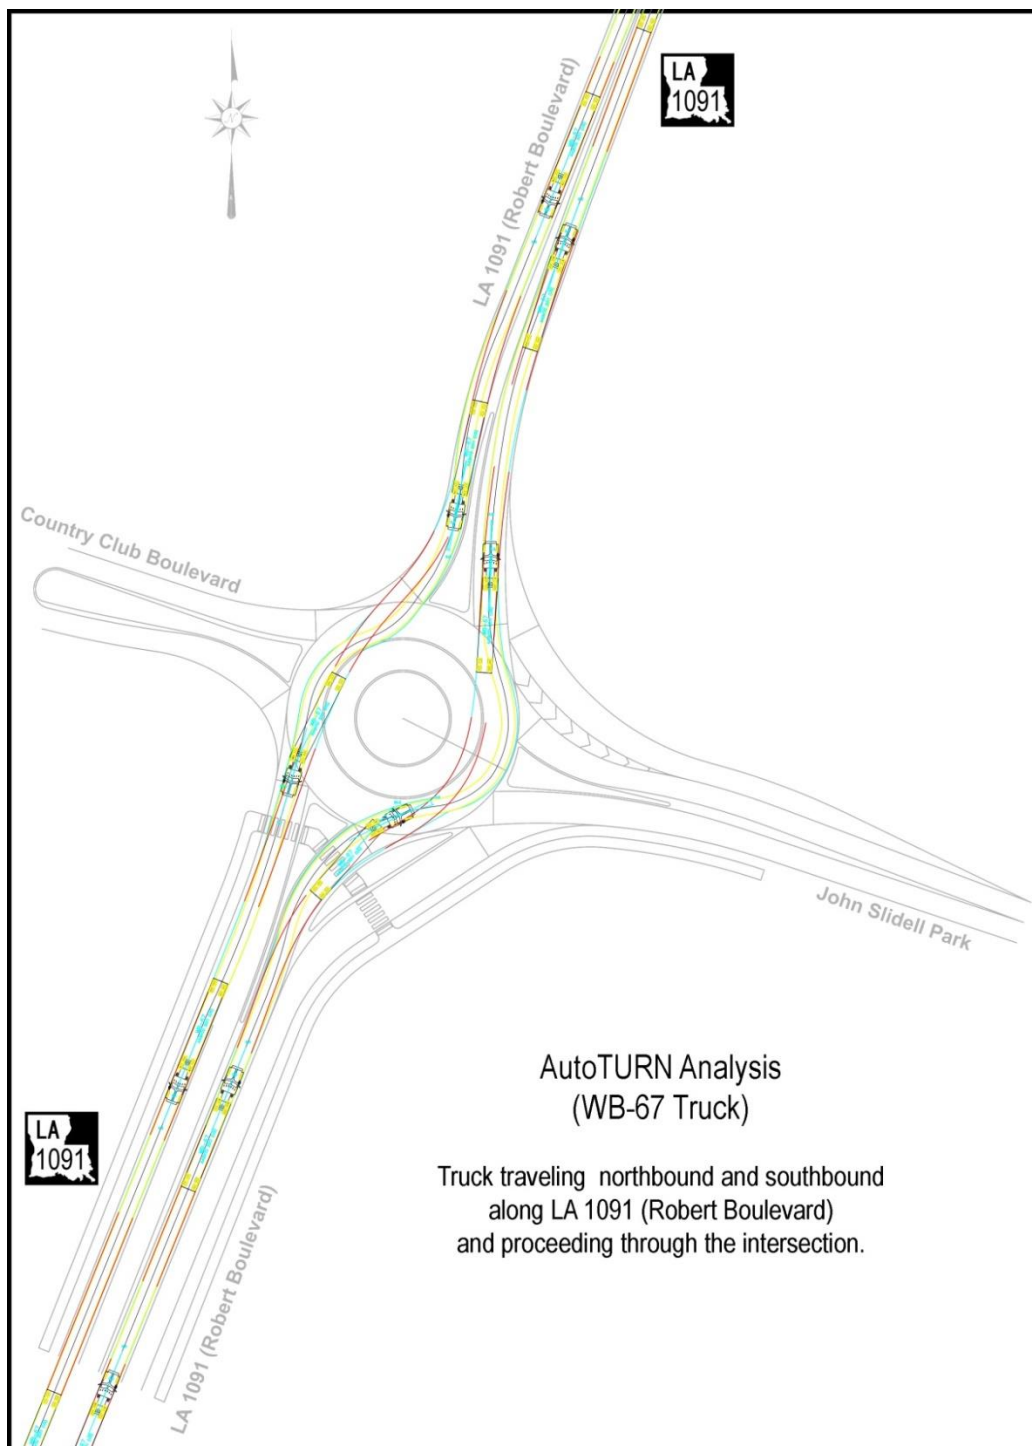 LA
1091
LA 1091 (Robert Boulevard)
N
Country Club Boulevard
John Slidell Park
AutoTURN Analysis
(WB-67 Truck)
LA
1091
Truck traveling northbound and southbound
along LA 1091 (Robert Boulevard)
and proceeding through the intersection.
LA 1091 (Robert Boulevard)